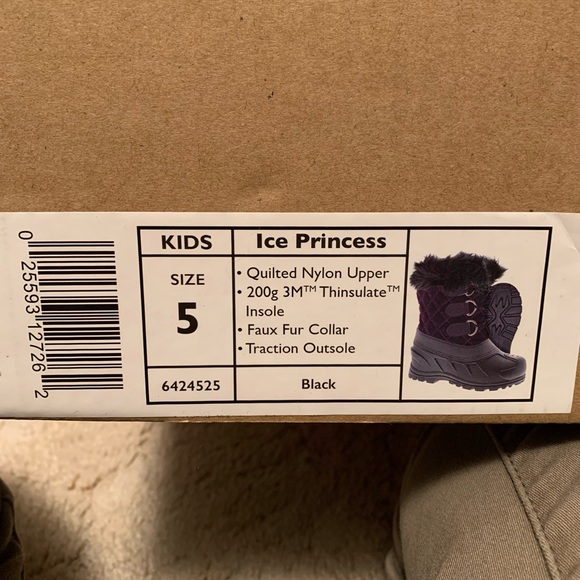 0 25593 12726 2
KIDS
Ice Princess
SIZE
5
• Quilted Nylon Upper
• 200g 3M™ Thinsulate™
Insole
• Faux Fur Collar
• Traction Outsole
6424525
Black